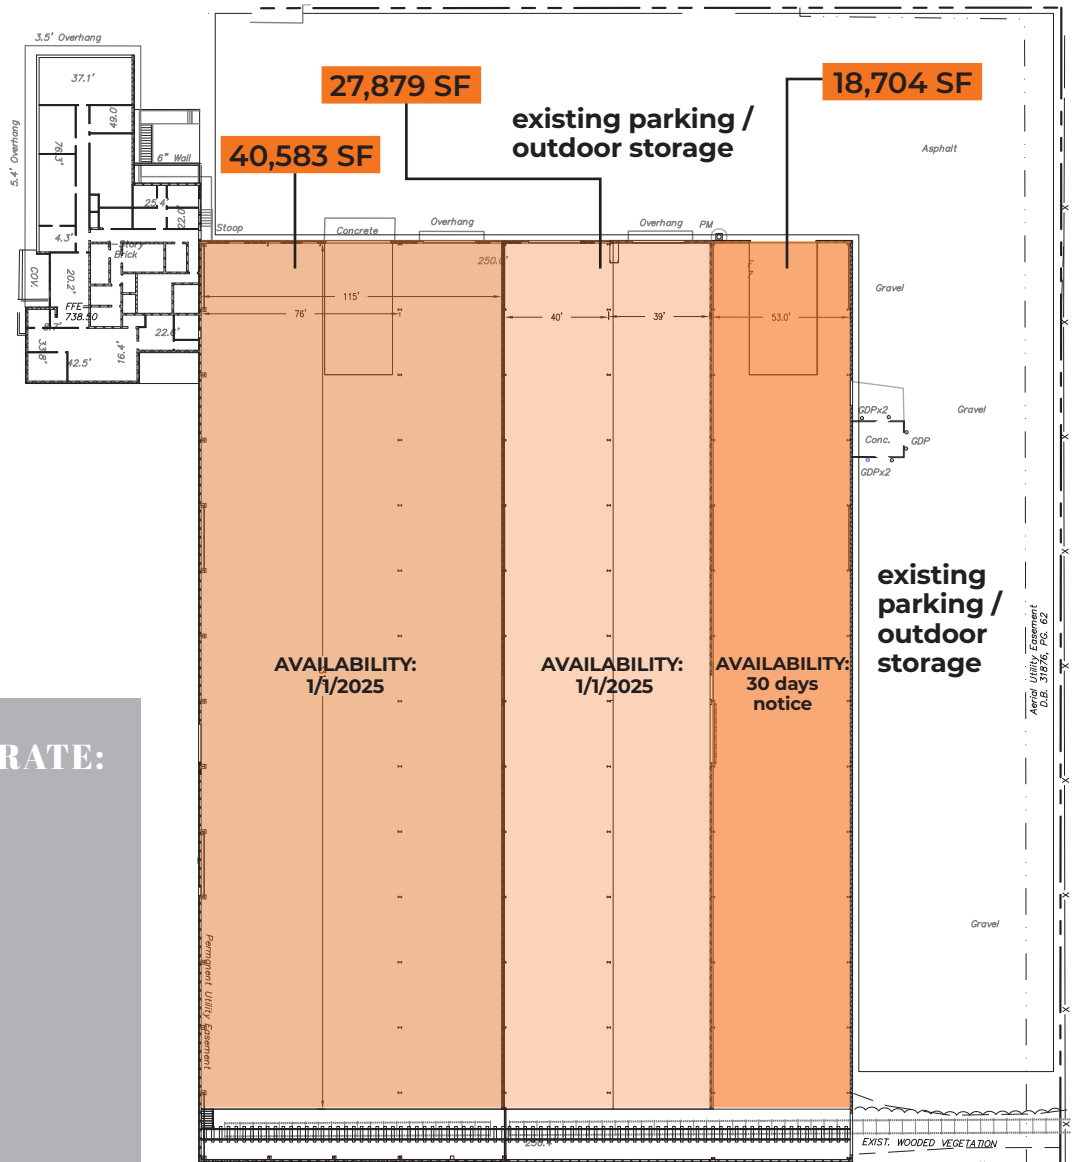 3.5' Overhang
37.1'
49.0'
5.4' Overhang
76.3'
6" Wall
25.4'
22.0'
4.3'
-Story
Brick
COV.
20.2'
FFE
738.50
33.8'
42.5'
16.4'
22.6'
40,583 SF
27,879 SF
18,704 SF
existing parking /
outdoor storage
Asphalt
Stoop
Concrete
Overhang
Overhang
PM
250.0'
115'
76'
40'
39'
53.0'
Gravel
Gravel
GDPx2
Conc.
GDP
GDPx2
existing
parking /
outdoor
storage
Aerial Utility Easement
D.B. 31876, PG. 62
AVAILABILITY:
1/1/2025
AVAILABILITY:
1/1/2025
AVAILABILITY:
30 days
notice
RATE:
Gravel
Permanent Utility Easement
258.4'
EXIST. WOODED VEGETATION